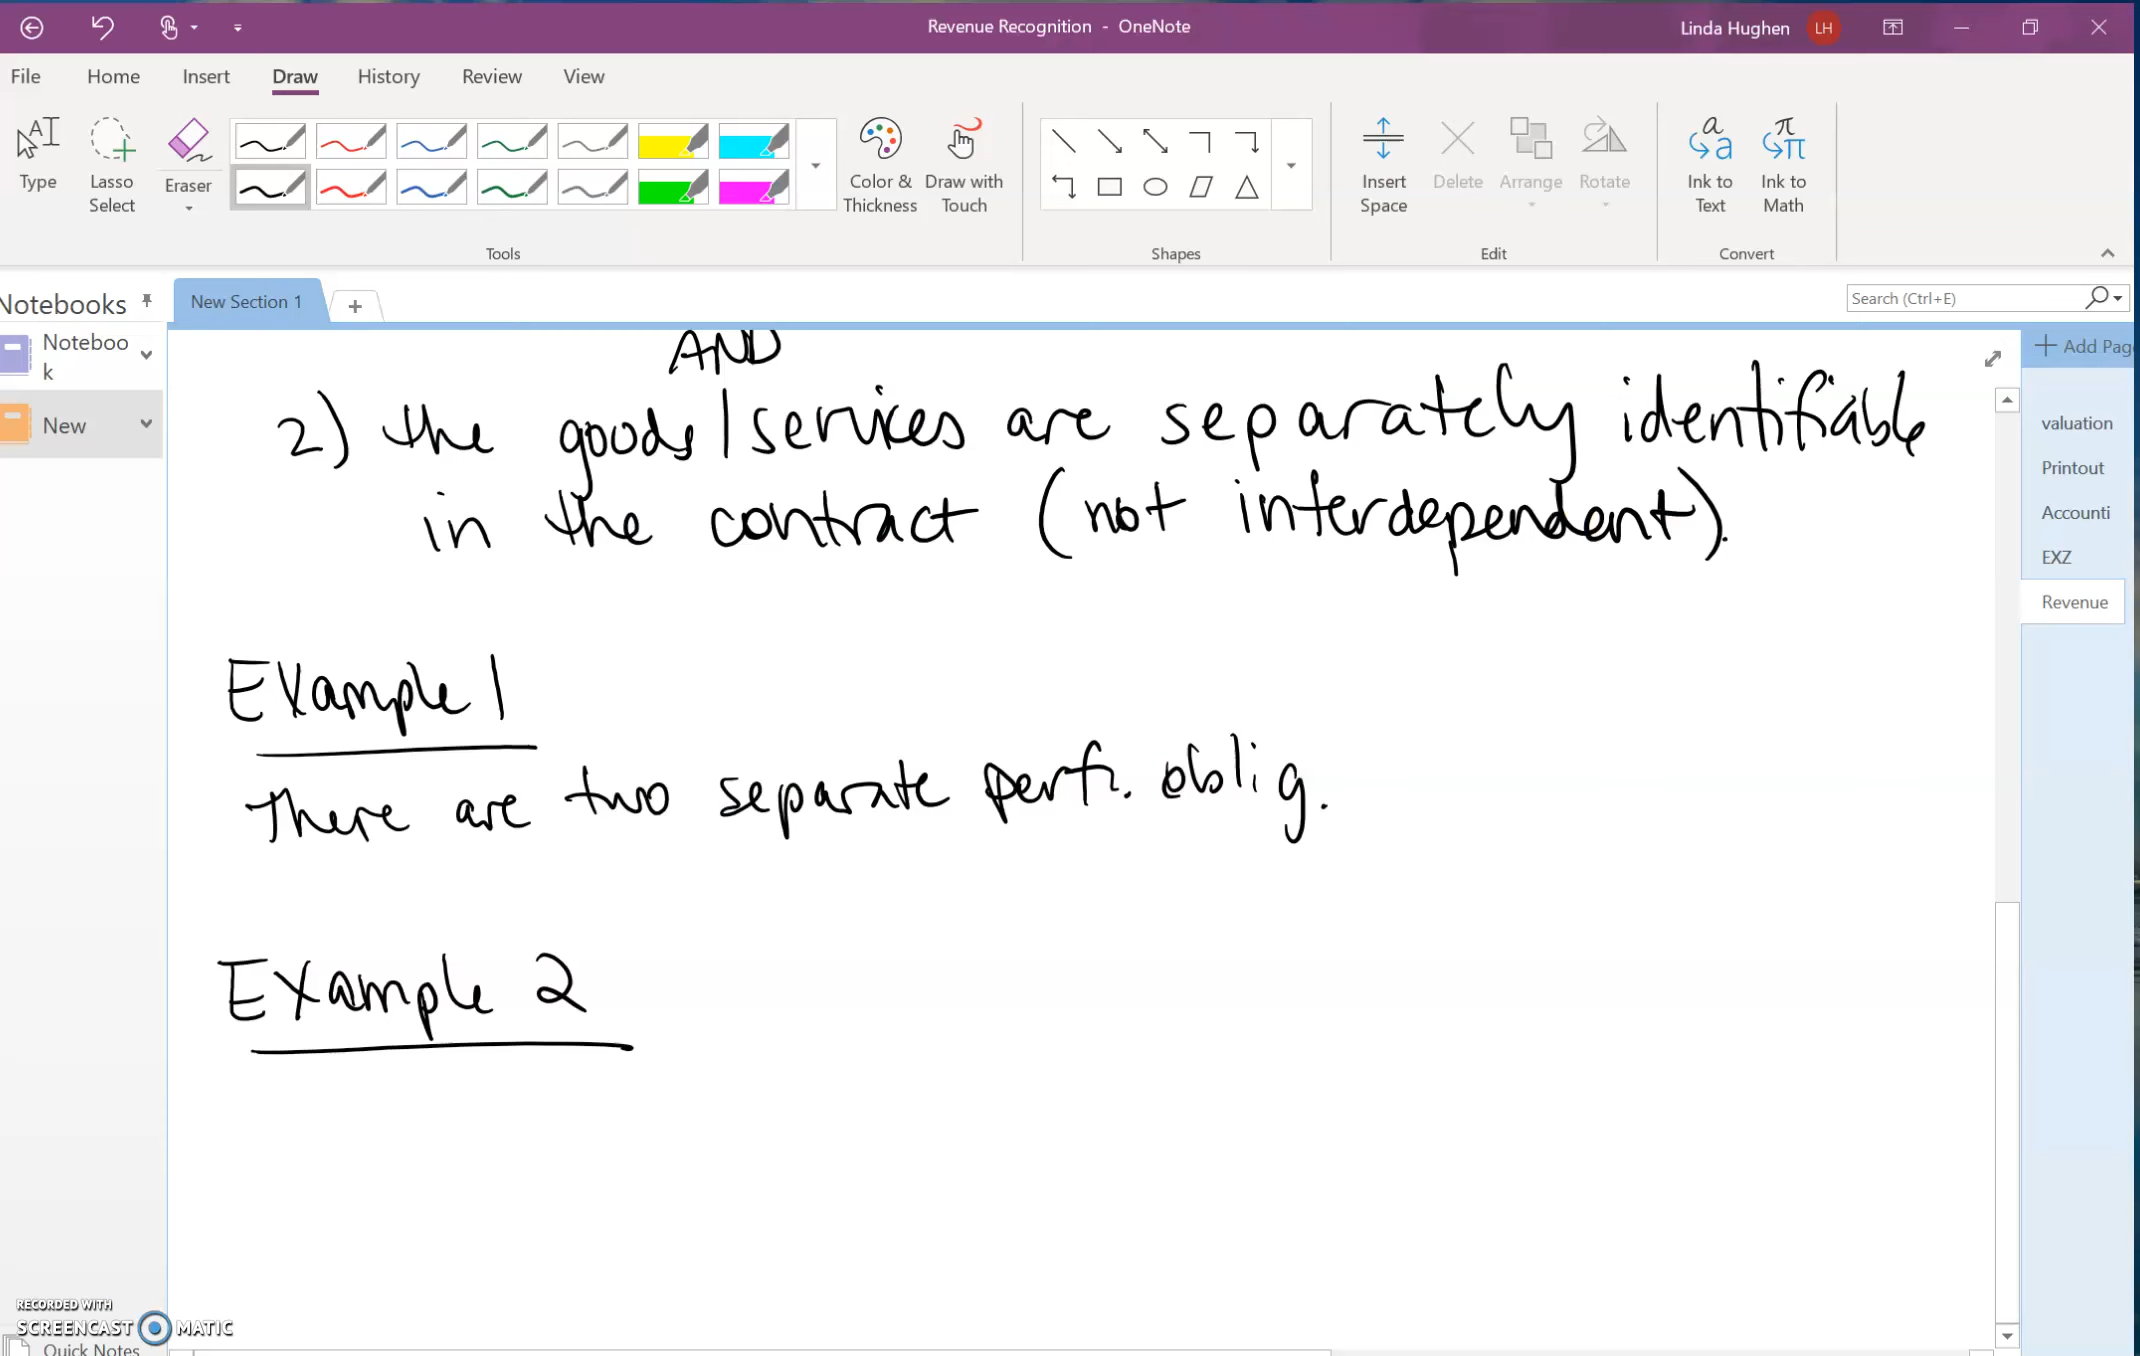 Revenue Recognition - OneNote
Linda Hughen
LH
File
Home
Insert
Draw
History
Review
View
Type
Lasso
Select
Eraser
Color &
Thickness
Draw with
Touch
Insert
Space
Delete
Arrange
Rotate
Ink to
Text
Ink to
Math
Tools
Shapes
Edit
Convert
Notebooks
New Section 1
Search (Ctrl+E)
Noteboo
k
New
Add Pag
valuation
Printout
Accounti
EXZ
Revenue
AND
2) the goods/services are separately identifiable
in the contract (not interdependent).
Example 1
There are two separate perf. oblig.
Example 2
RECORDED WITH
SCREENCAST MATIC
Quick Notes